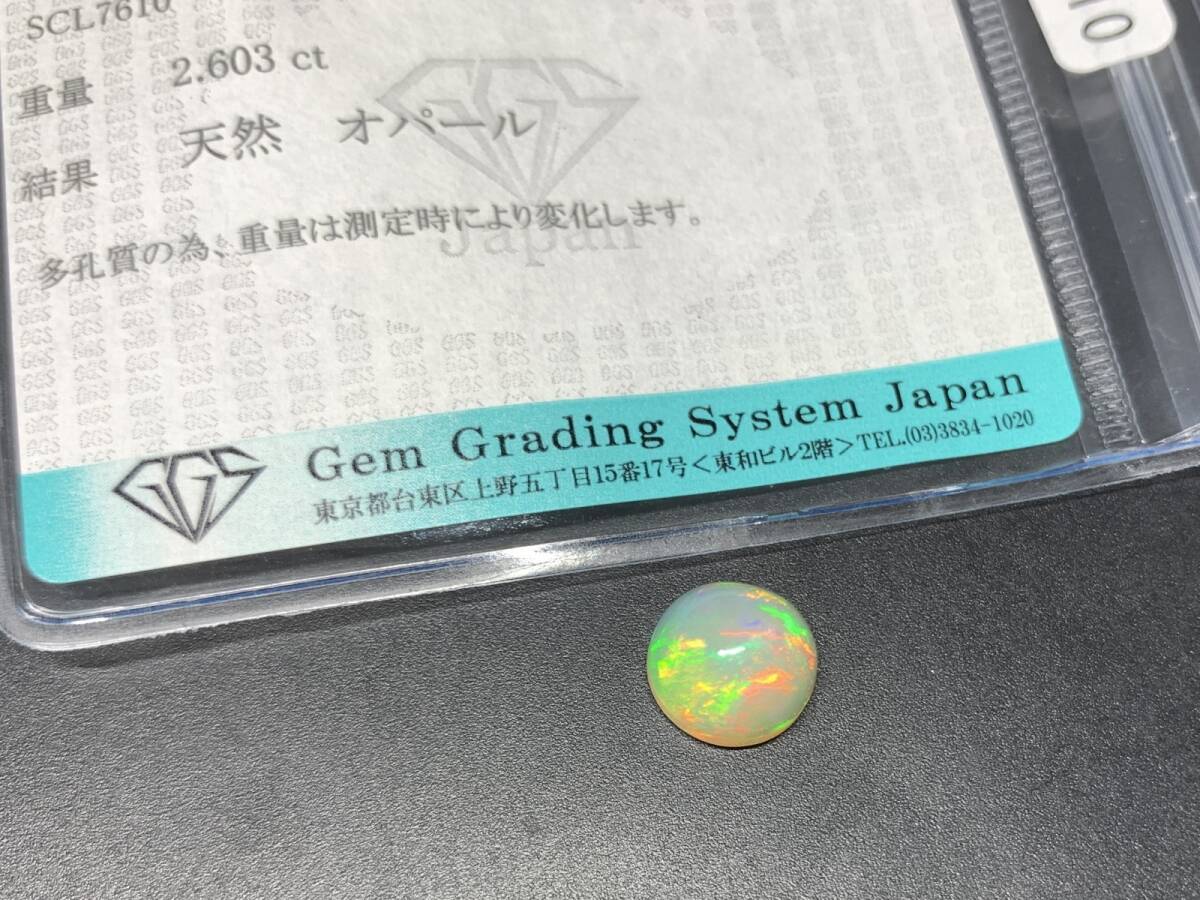 SCL7610
重量 2.603 ct
結果 天然 オパール
多孔質の為、重量は測定時により変化します。
GGS
Japan
GGS
Gem Grading System Japan
東京都台東区上野五丁目15番17号＜東和ビル2階＞TEL.(03)3834-1020